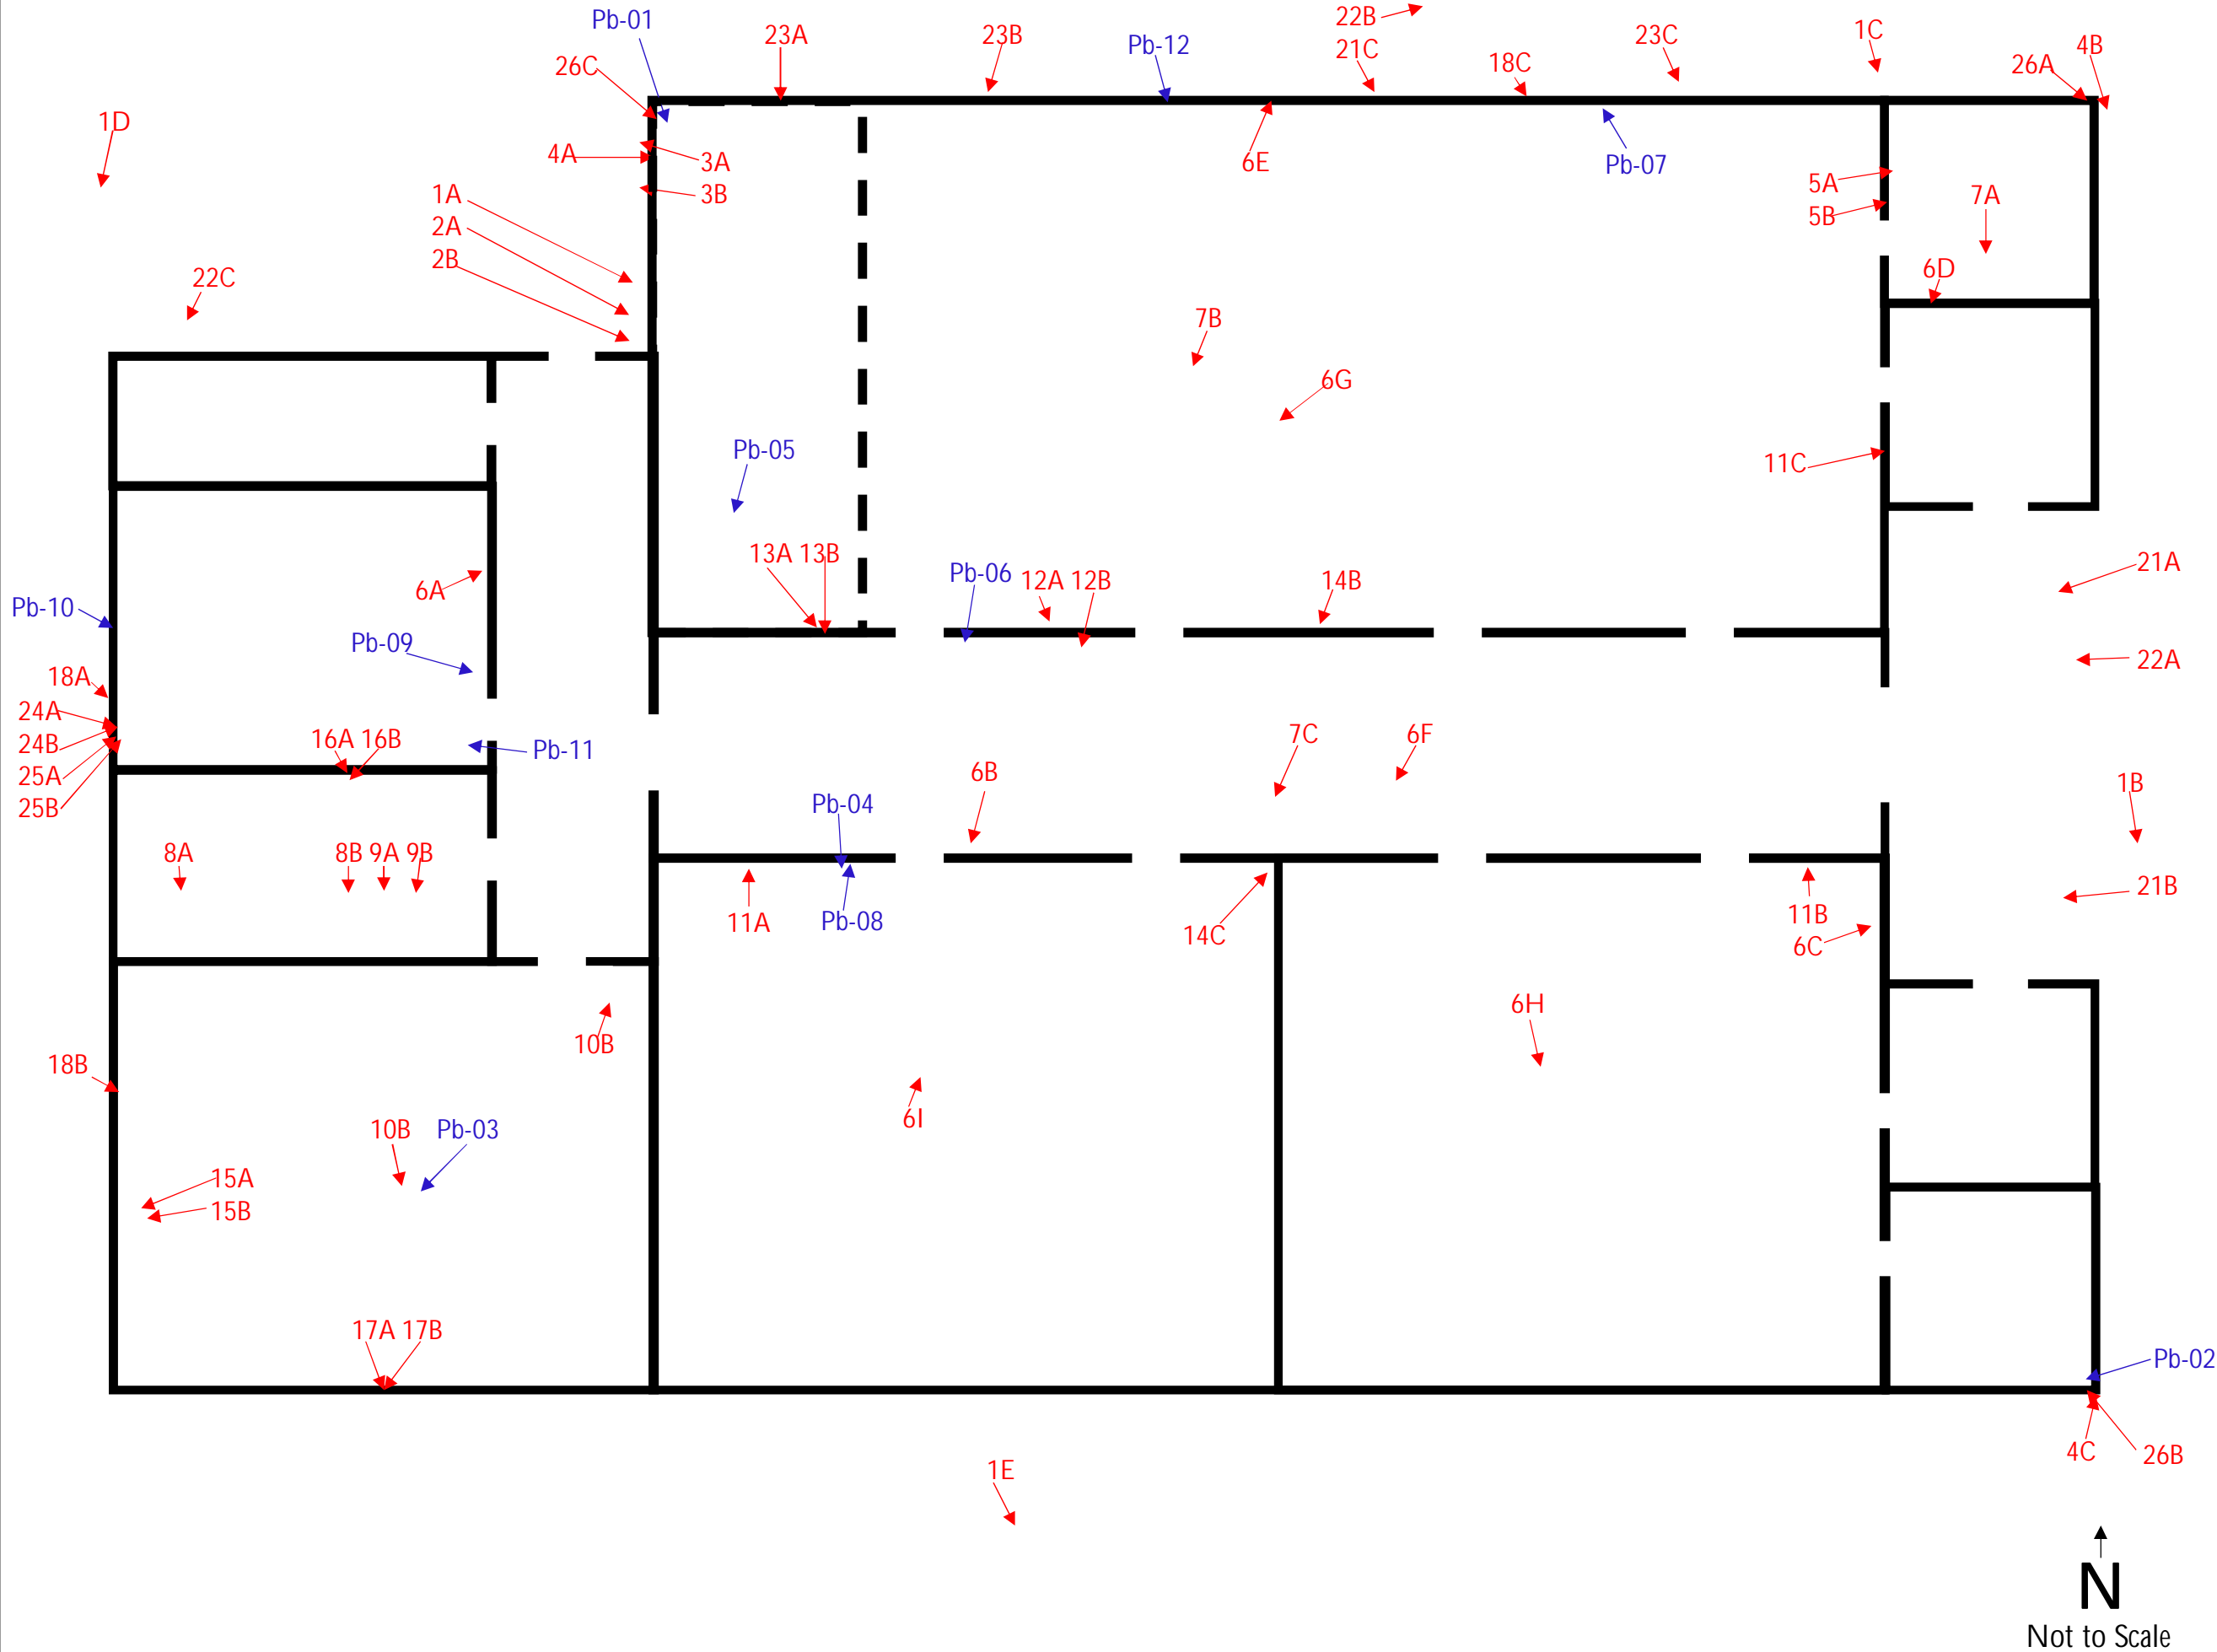 22B
Pb-01
1C
23A
23B
21C
23C
Pb-12
4B
26C
18C
26A
1D
4A
3A
6E
Pb-07
5A
1A
3B
7A
2A
5B
2B
22C
6D
7B
6G
Pb-05
11C
13A 13B
21A
Pb-06
12A 12B
14B
6A
Pb-10
Pb-09
22A
18A
24A
7C
6F
24B
16A 16B
Pb-11
25A
6B
1B
25B
Pb-04
8A
8B 9A 9B
21B
11A
Pb-08
14C
11B
6C
6H
10B
18B
6I
10B
Pb-03
15A
15B
17A 17B
Pb-02
4C
26B
1E
N
Not to Scale